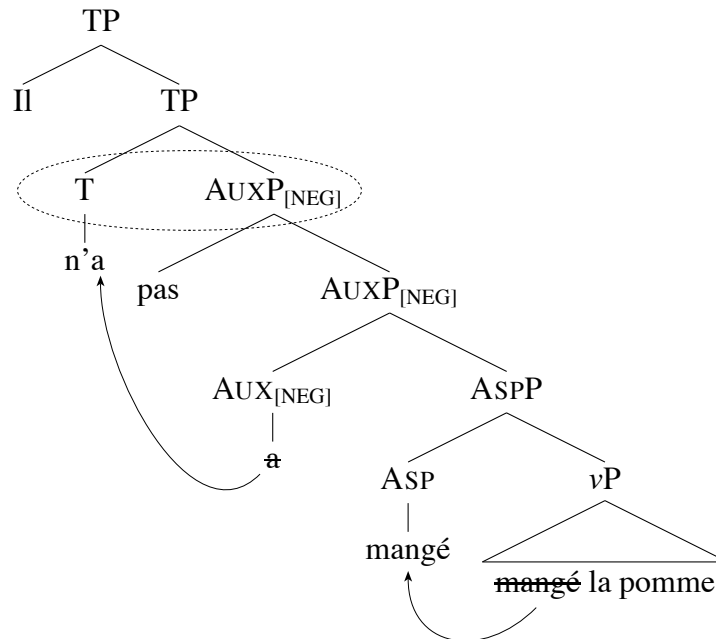 TP
Il TP
T AUXP[NEG]
n'a pas AUXP[NEG]
AUX[NEG] ASPP
a ASP vP
mangé mangé la pomme